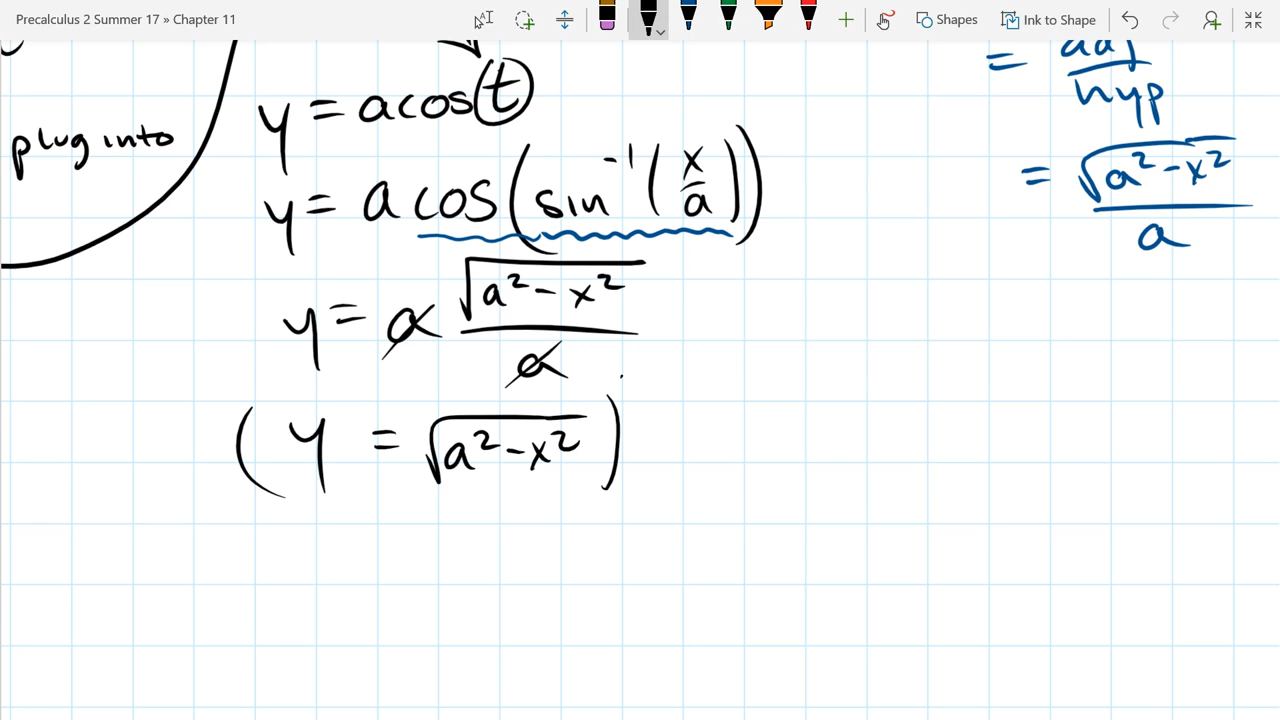 Precalculus 2 Summer 17 » Chapter 11
Shapes
Ink to Shape
plug into
y = a cos(t)
y = a cos(sin⁻¹(x/a))
y = a √(a² - x²) / a
(y = √(a² - x²))
= adj / hyp
= √(a² - x²) / a